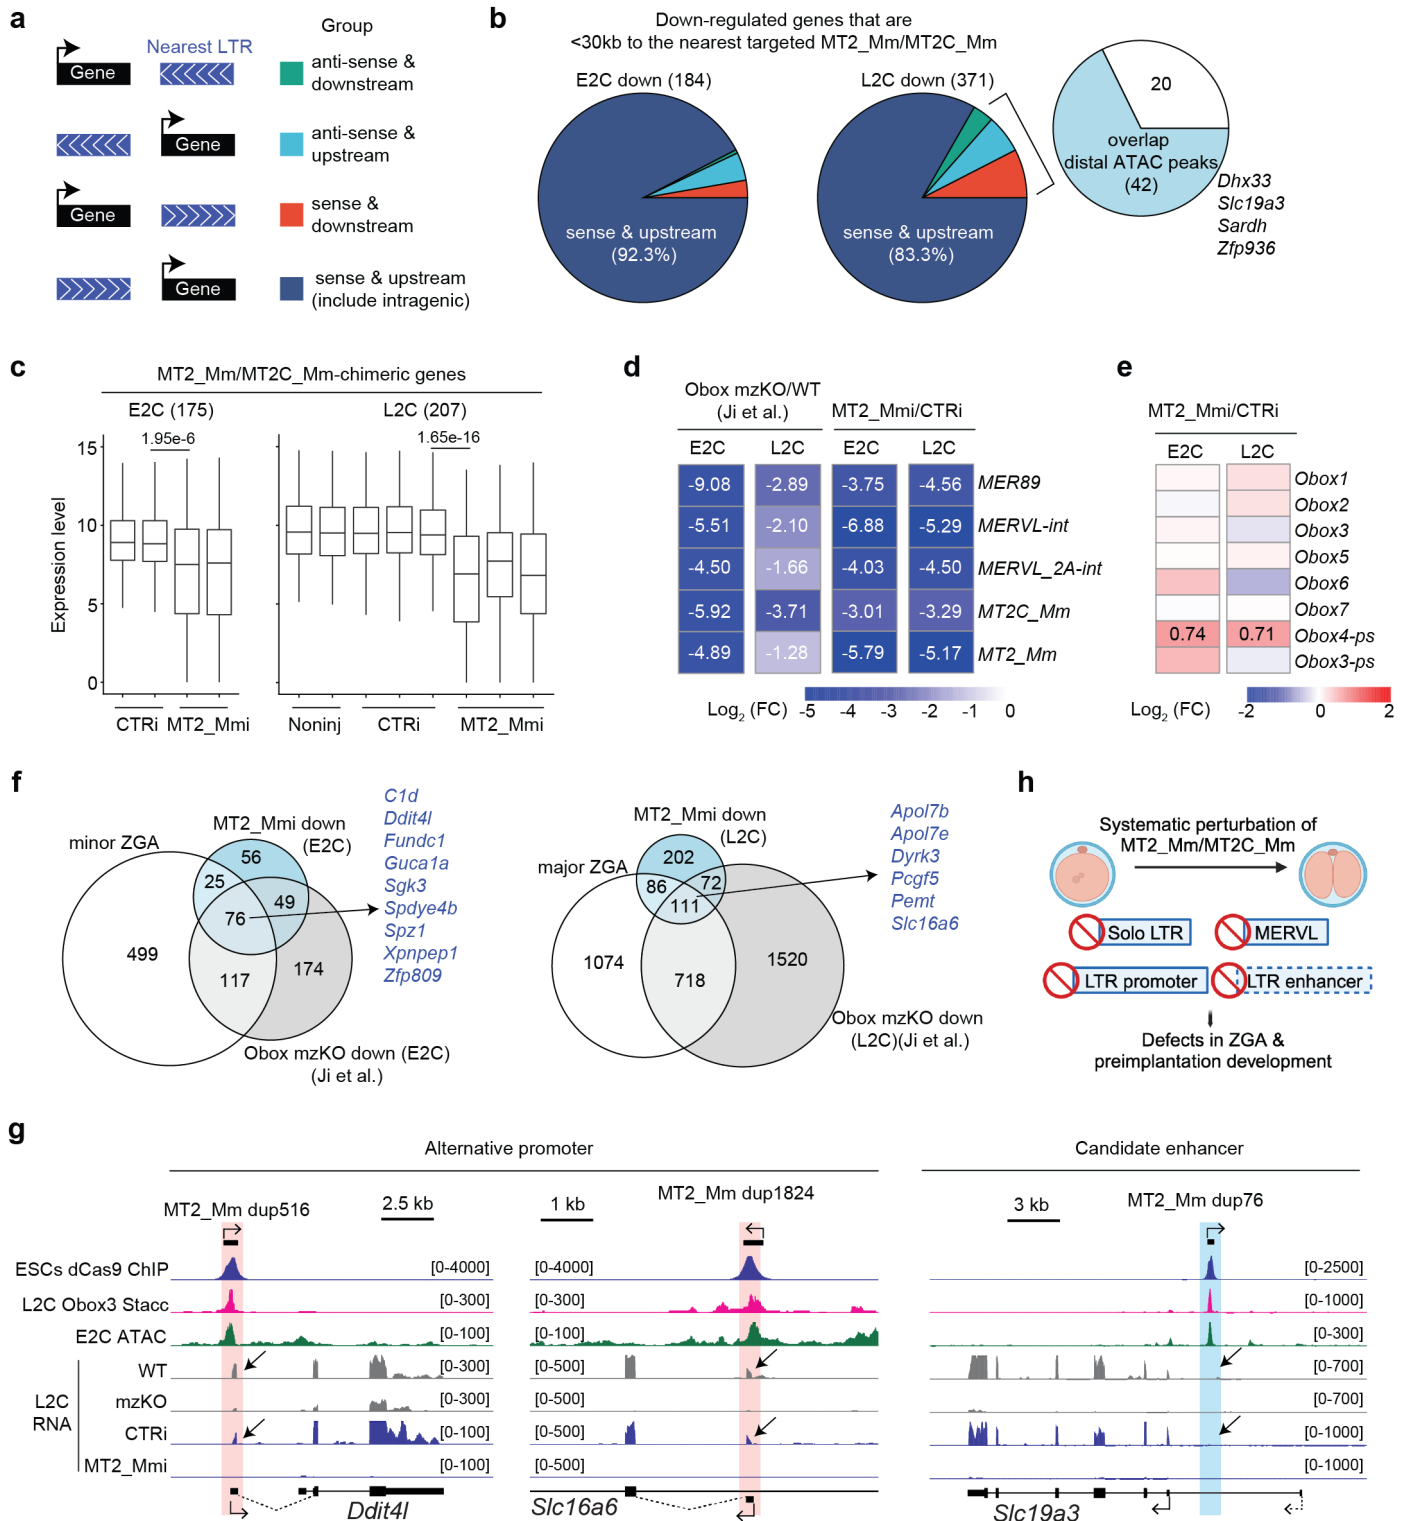 a
Group
Nearest LTR
Gene
anti-sense &
downstream
Gene
anti-sense &
upstream
Gene
sense &
downstream
Gene
sense & upstream
(include intragenic)
b
Down-regulated genes that are
<30kb to the nearest targeted MT2_Mm/MT2C_Mm
E2C down (184)
L2C down (371)
sense & upstream
(92.3%)
sense & upstream
(83.3%)
20
overlap
distal ATAC peaks
(42)
Dhx33
Slc19a3
Sardh
Zfp936
c
MT2_Mm/MT2C_Mm-chimeric genes
E2C (175)
L2C (207)
1.95e-6
1.65e-16
Expression level
15
10
5
0
CTRi
MT2_Mmi
Noninj
CTRi
MT2_Mmi
d
Obox mzKO/WT
(Ji et al.)
MT2_Mmi/CTRi
E2C L2C E2C L2C
-9.08 -2.89 -3.75 -4.56 MER89
-5.51 -2.10 -6.88 -5.29 MERVL-int
-4.50 -1.66 -4.03 -4.50 MERVL_2A-int
-5.92 -3.71 -3.01 -3.29 MT2C_Mm
-4.89 -1.28 -5.79 -5.17 MT2_Mm
Log2 (FC) -5 -4 -3 -2 -1 0
e
MT2_Mmi/CTRi
E2C L2C
Obox1
Obox2
Obox3
Obox5
Obox6
Obox7
0.74 0.71 Obox4-ps
Obox3-ps
Log2 (FC) -2 0 2
f
minor ZGA
MT2_Mmi down
(E2C)
56
25
49
76
499
117
174
Obox mzKO down (E2C)
(Ji et al.)
C1d
Ddit4l
Fundc1
Guca1a
Sgk3
Spdye4b
Spz1
Xpnpep1
Zfp809
MT2_Mmi down
(L2C)
major ZGA
202
86
72
111
1074
718
1520
Obox mzKO down
(L2C)(Ji et al.)
Apol7b
Apol7e
Dyrk3
Pcgf5
Pemt
Slc16a6
h
Systematic perturbation of
MT2_Mm/MT2C_Mm
Solo LTR
MERVL
LTR promoter
LTR enhancer
Defects in ZGA &
preimplantation development
g
Alternative promoter
Candidate enhancer
MT2_Mm dup516
2.5 kb
1 kb
MT2_Mm dup1824
3 kb
MT2_Mm dup76
ESCs dCas9 ChIP [0-4000] [0-4000] [0-2500]
L2C Obox3 Stacc [0-300] [0-300] [0-1000]
E2C ATAC [0-100] [0-100] [0-300]
L2C
RNA
WT [0-300] [0-500] [0-700]
mzKO [0-300] [0-500] [0-700]
CTRi [0-100] [0-500] [0-1000]
MT2_Mmi [0-100] [0-500] [0-1000]
Ddit4l
Slc16a6
Slc19a3